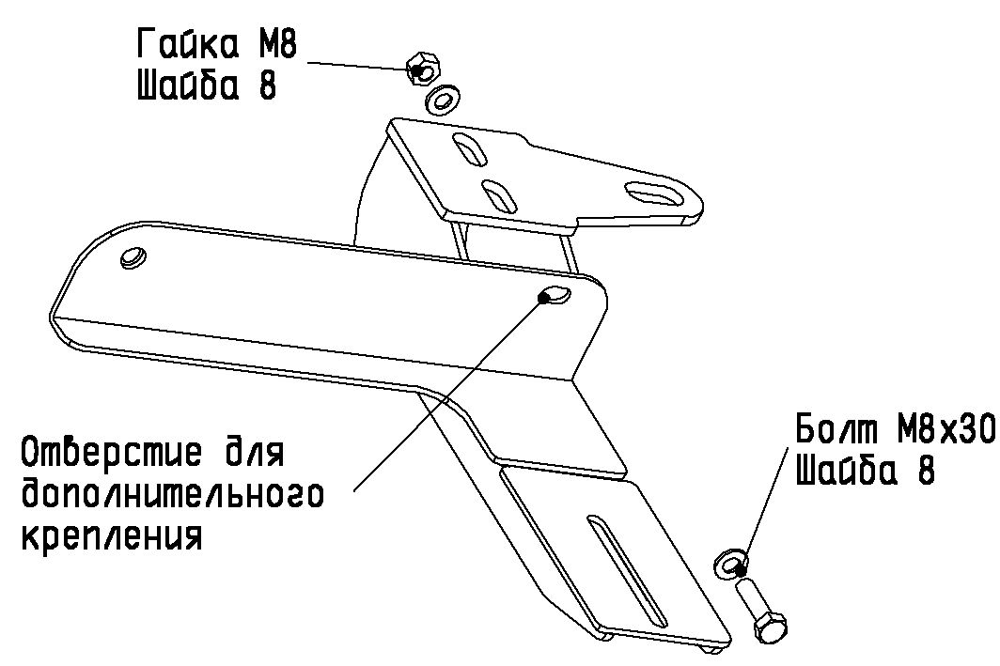 Гайка М8
Шайба 8
Отверстие для
дополнительного
крепления
Болт М8х30
Шайба 8